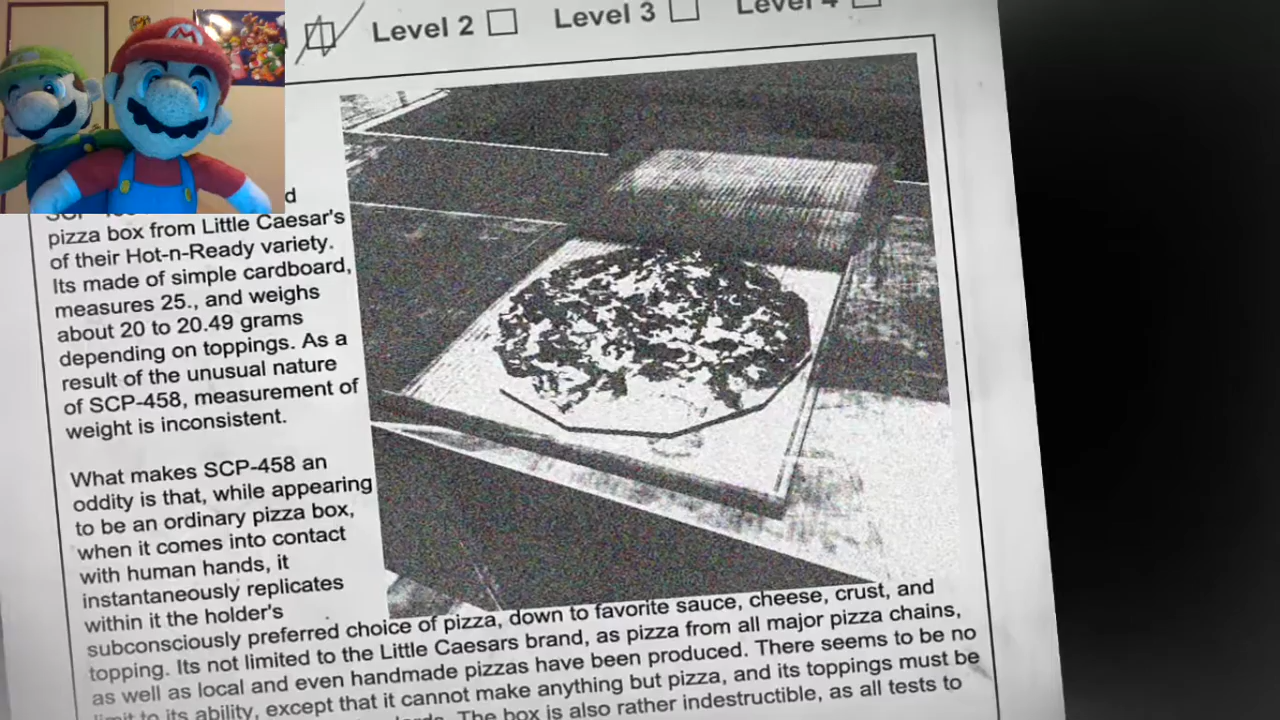 Level 2 Level 3 Level 4
d
pizza box from Little Caesar's
of their Hot-n-Ready variety.
Its made of simple cardboard,
measures 25., and weighs
about 20 to 20.49 grams
depending on toppings. As a
result of the unusual nature
of SCP-458, measurement of
weight is inconsistent.
What makes SCP-458 an
oddity is that, while appearing
to be an ordinary pizza box,
when it comes into contact
with human hands, it
instantaneously replicates
within it the holder's
subconsciously preferred choice of pizza, down to favorite sauce, cheese, crust, and
topping. Its not limited to the Little Caesars brand, as pizza from all major pizza chains,
as well as local and even handmade pizzas have been produced. There seems to be no
limit to its ability, except that it cannot make anything but pizza, and its toppings must be
The box is also rather indestructible, as all tests to